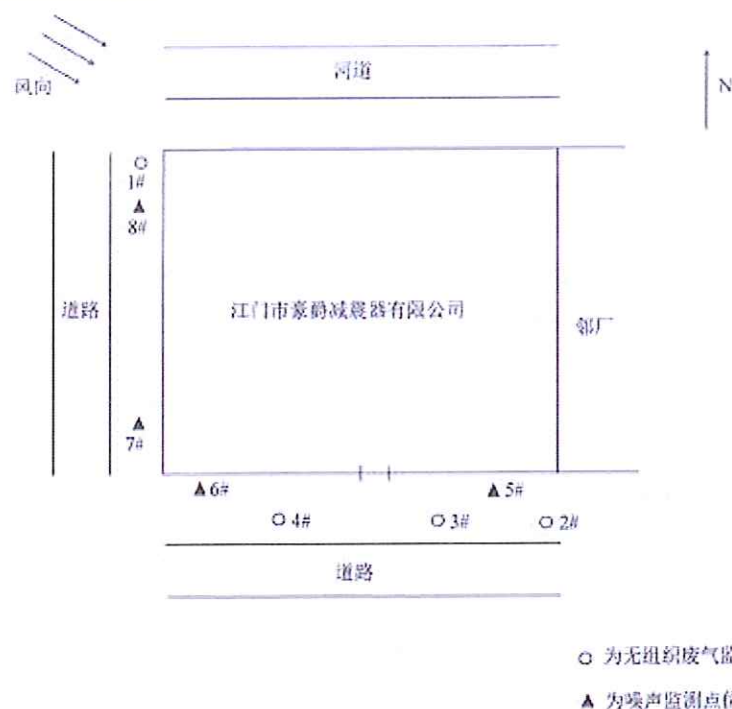 河道
风向
N
1#
8#
道路
江门市豪爵减震器有限公司
邻厂
7#
6#
5#
4#
3#
2#
道路
为无组织废气监
为噪声监测点位